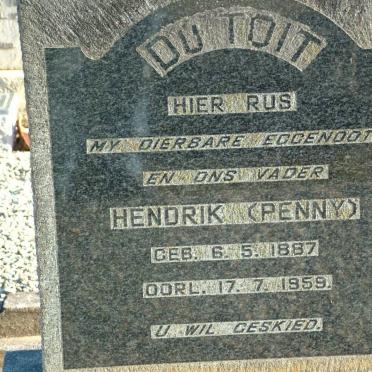 DU TOIT
HIER RUS
MY DIERBARE EGGENOOT
EN ONS VADER
HENDRIK (PENNY)
GEB. 6. 5. 1887
OORL. 17. 7. 1959.
U WIL GESKIED.